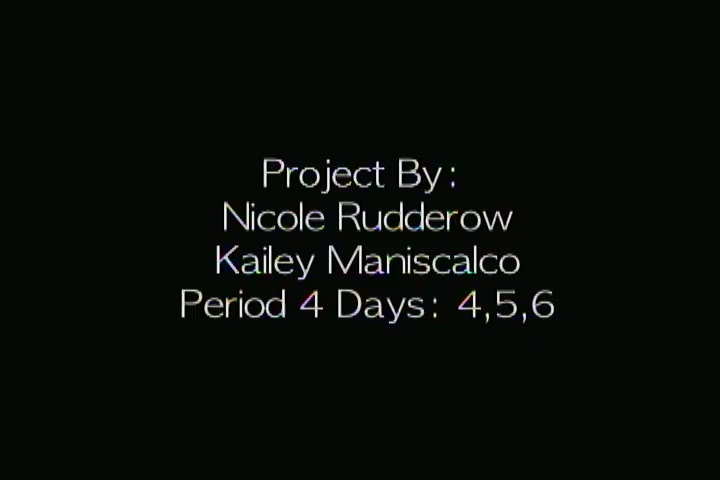 Project By:
Nicole Rudderow
Kailey Maniscalco
Period 4 Days: 4,5,6